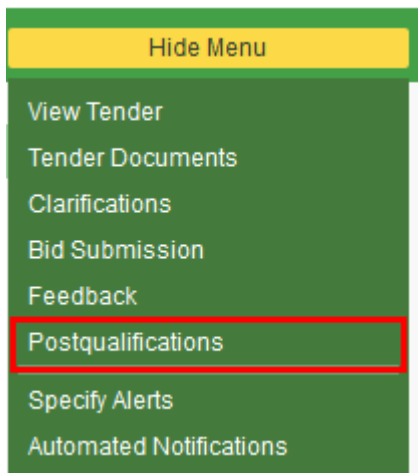 Hide Menu
View Tender
Tender Documents
Clarifications
Bid Submission
Feedback
Postqualifications
Specify Alerts
Automated Notifications